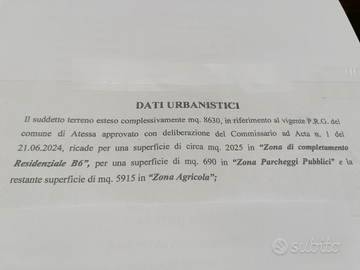 DATI URBANISTICI
Il suddetto terreno esteso complessivamente mq. 8630, in riferimento al vigente P.R.G. del
comune di Atessa approvato con deliberazione del Commissario ad Acta n. 1 del
21.06.2024, ricade per una superficie di circa mq. 2025 in "Zona di completamento
Residenziale B6", per una superficie di mq. 690 in "Zona Parcheggi Pubblici" e la
restante superficie di mq. 5915 in "Zona Agricola";
subito